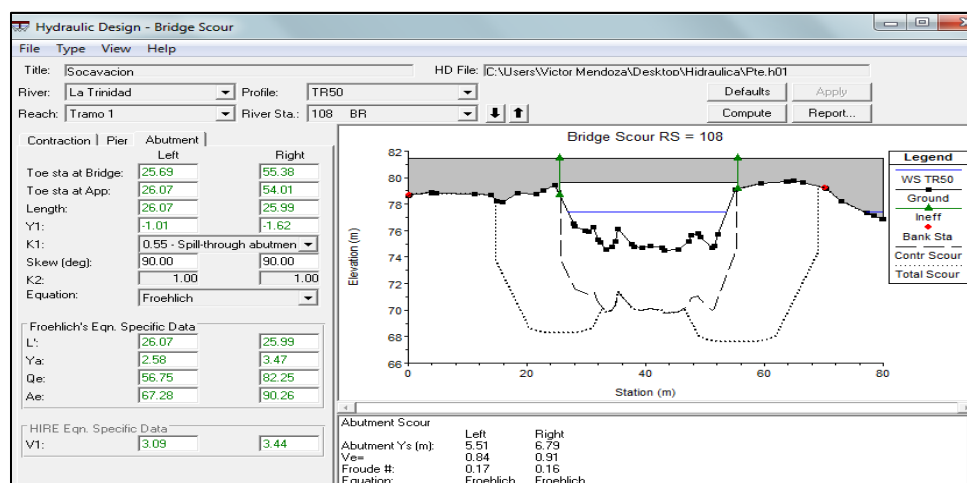 Hydraulic Design - Bridge Scour
File Type View Help
Title: Socavacion HD File: C:\Users\Victor Mendoza\Desktop\Hidraulica\Pte.h01
River: La Trinidad Profile: TR50 Defaults Apply
Reach: Tramo 1 River Sta.: 108 BR Compute Report...
Contraction Pier Abutment
Left Right
Toe sta at Bridge: 25.69 55.38
Toe sta at App: 26.07 54.01
Length: 26.07 25.99
Y1: -1.01 -1.62
K1: 0.55 - Spill-through abutmen
Skew (deg): 90.00 90.00
K2: 1.00 1.00
Equation: Froehlich
Froehlich's Eqn. Specific Data
L': 26.07 25.99
Ya: 2.58 3.47
Qe: 56.75 82.25
Ae: 67.28 90.26
HIRE Eqn. Specific Data
V1: 3.09 3.44
Bridge Scour RS = 108
82
80
78
76
74
72
70
68
66
Elevation (m)
0 20 40 60 80
Station (m)
Legend
WS TR50
Ground
Ineff
Bank Sta
Contr Scour
Total Scour
Abutment Scour
Left Right
Abutment Ys (m): 5.51 6.79
Ve= 0.84 0.91
Froude #: 0.17 0.16
Equation: Froehlich Froehlich